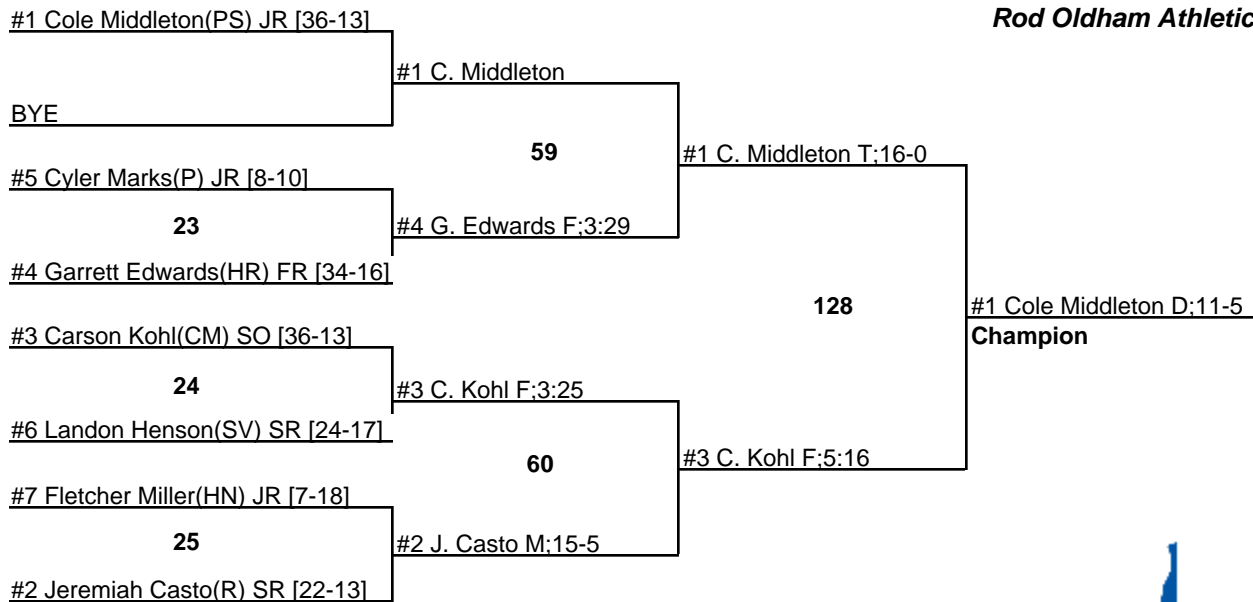 #1 Cole Middleton(PS) JR [36-13]
Rod Oldham Athletic
#1 C. Middleton
BYE
59
#1 C. Middleton T;16-0
#5 Cyler Marks(P) JR [8-10]
23
#4 G. Edwards F;3:29
#4 Garrett Edwards(HR) FR [34-16]
128
#1 Cole Middleton D;11-5
Champion
#3 Carson Kohl(CM) SO [36-13]
24
#3 C. Kohl F;3:25
#6 Landon Henson(SV) SR [24-17]
60
#3 C. Kohl F;5:16
#7 Fletcher Miller(HN) JR [7-18]
25
#2 J. Casto M;15-5
#2 Jeremiah Casto(R) SR [22-13]